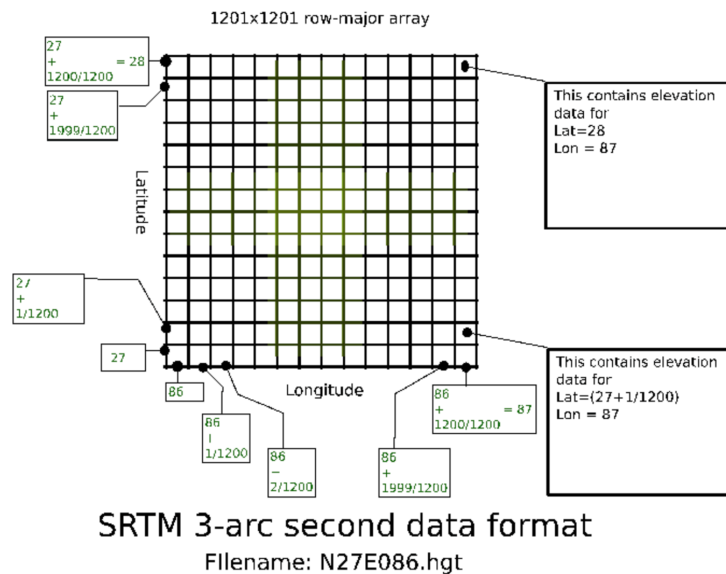 1201x1201 row-major array
27
+ = 28
1200/1200
27
+
1999/1200
This contains elevation
data for
Lat=28
Lon = 87
Latitude
27
+
1/1200
27
86
Longitude
86
+ = 87
1200/1200
This contains elevation
data for
Lat=(27+1/1200)
Lon = 87
86
1/1200
86
2/1200
86
+
1999/1200
SRTM 3-arc second data format
FIlename: N27E086.hgt